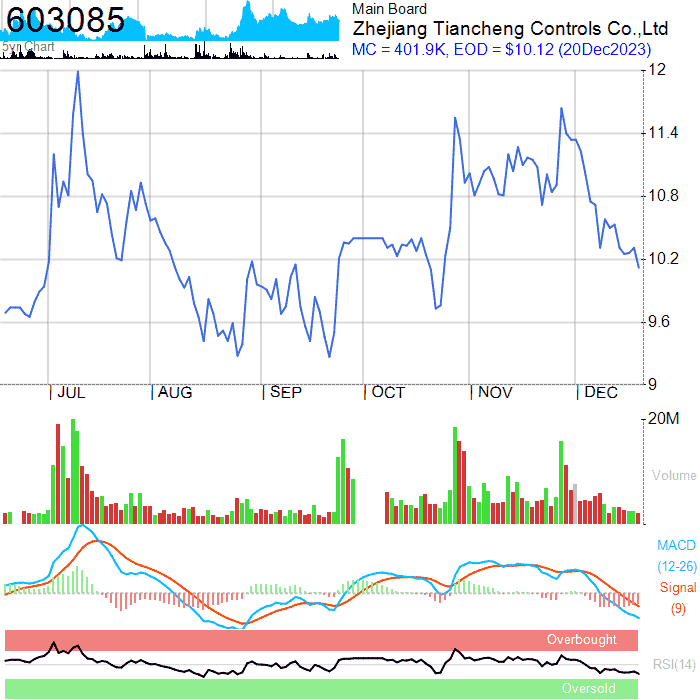 603085
5yr Chart
Main Board
Zhejiang Tiancheng Controls Co.,Ltd
MC = 401.9K, EOD = $10.12 (20Dec2023)
12
11.4
10.8
10.2
9.6
9
JUL AUG SEP OCT NOV DEC
20M
Volume
MACD
(12-26)
Signal
(9)
Overbought
RSI(14)
Oversold